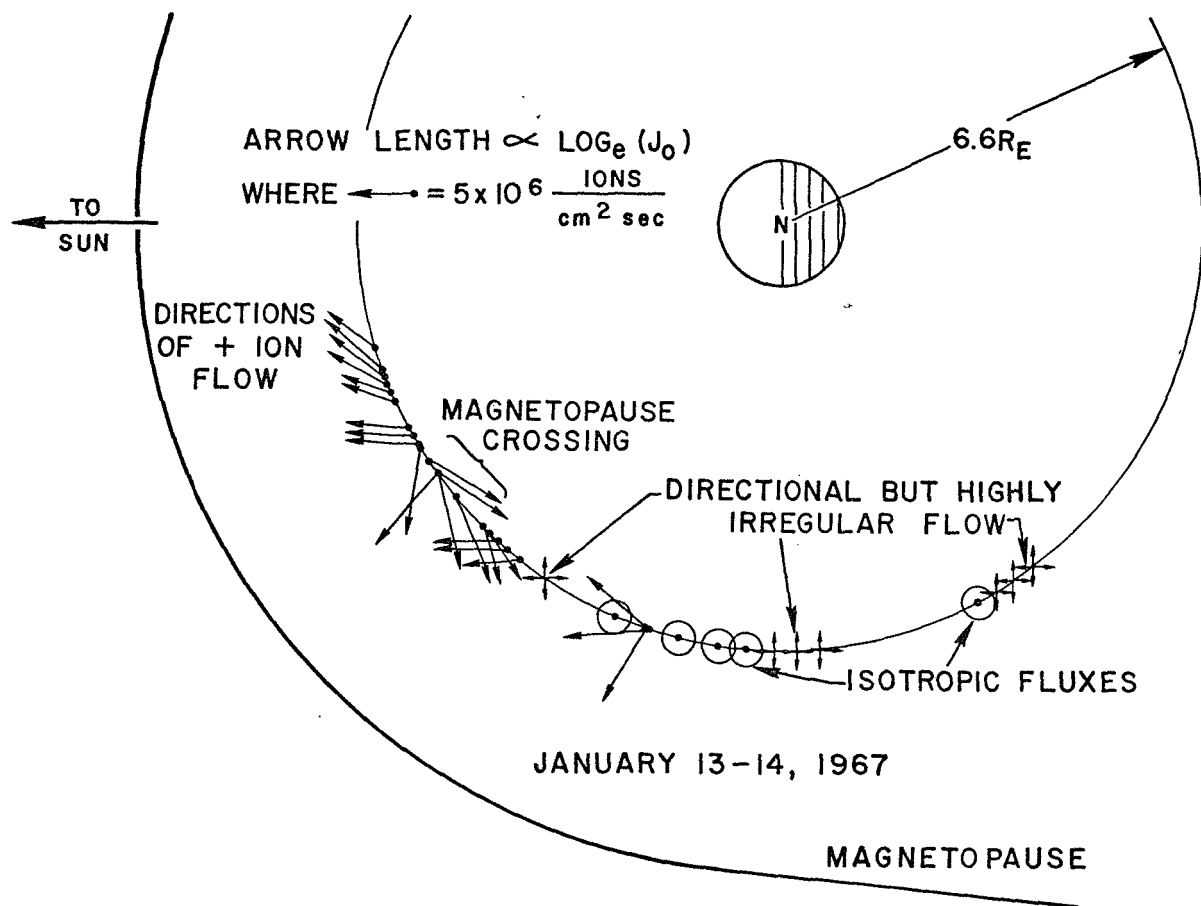 ARROW LENGTH ∝ LOGe (Jo)
WHERE = 5 x 10^6 IONS / cm^2 sec
6.6RE
N
TO
SUN
DIRECTIONS
OF + ION
FLOW
MAGNETOPAUSE
CROSSING
DIRECTIONAL BUT HIGHLY
IRREGULAR FLOW
ISOTROPIC FLUXES
JANUARY 13-14, 1967
MAGNETOPAUSE